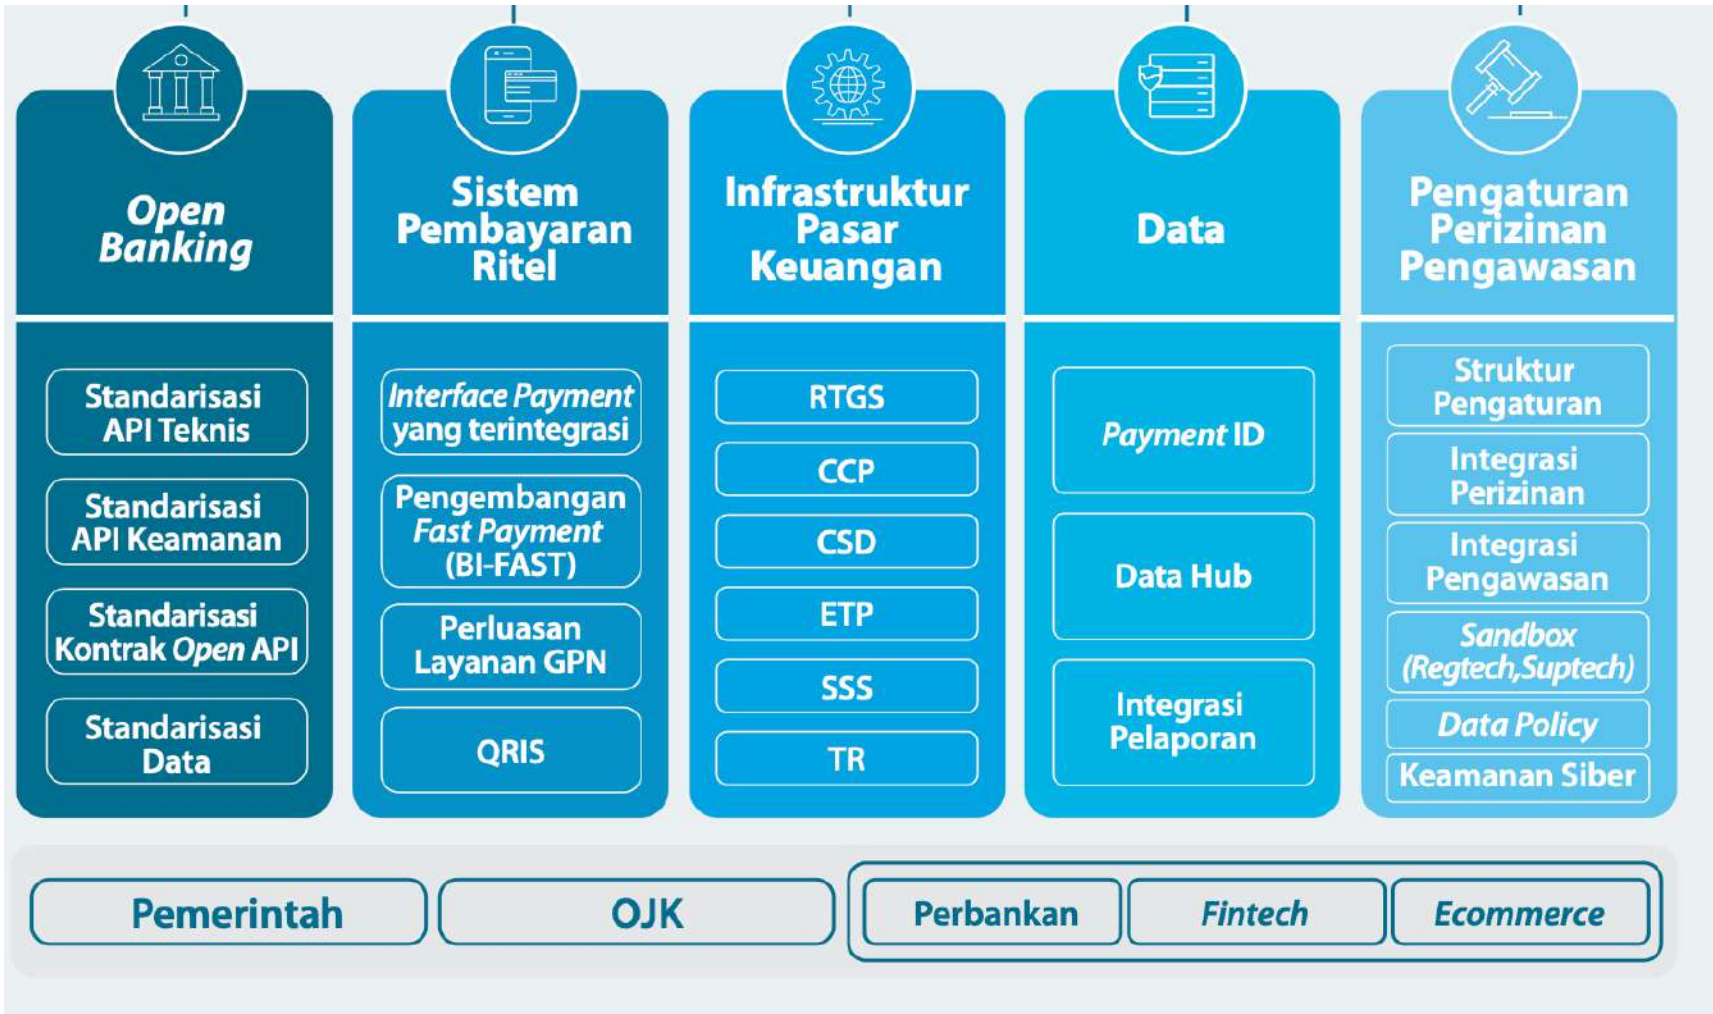 Open
Banking
Standarisasi
API Teknis
Standarisasi
API Keamanan
Standarisasi
Kontrak Open API
Standarisasi
Data
Sistem
Pembayaran
Ritel
Interface Payment
yang terintegrasi
Pengembangan
Fast Payment
(BI-FAST)
Perluasan
Layanan GPN
QRIS
Infrastruktur
Pasar
Keuangan
RTGS
CCP
CSD
ETP
SSS
TR
Data
Payment ID
Data Hub
Integrasi
Pelaporan
Pengaturan
Perizinan
Pengawasan
Struktur
Pengaturan
Integrasi
Perizinan
Integrasi
Pengawasan
Sandbox
(Regtech,Suptech)
Data Policy
Keamanan Siber
Pemerintah
OJK
Perbankan
Fintech
Ecommerce